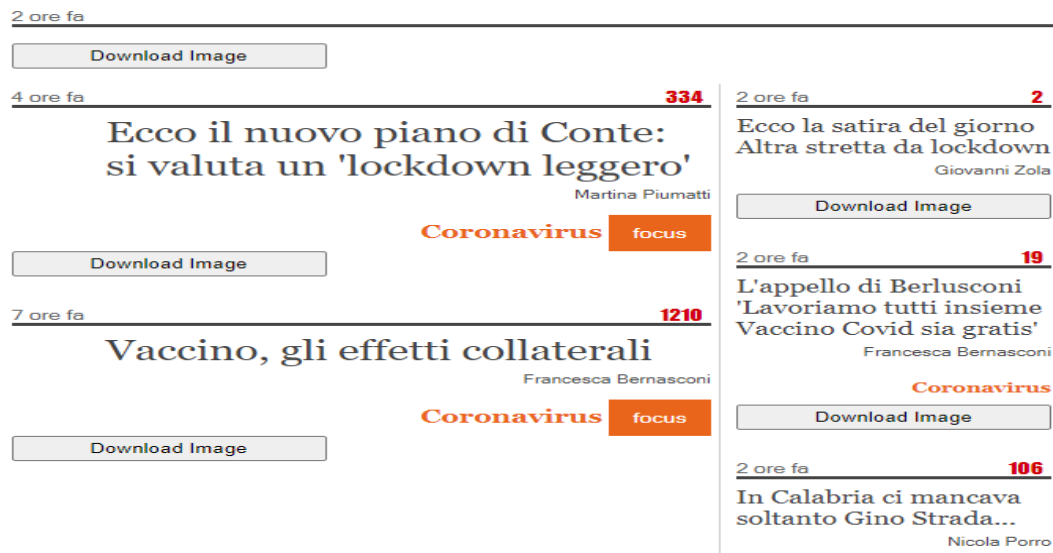 2 ore fa
Download Image
4 ore fa 334
Ecco il nuovo piano di Conte:
si valuta un 'lockdown leggero'
Martina Piumatti
Coronavirus focus
Download Image
7 ore fa 1210
Vaccino, gli effetti collaterali
Francesca Bernasconi
Coronavirus focus
Download Image
2 ore fa 2
Ecco la satira del giorno
Altra stretta da lockdown
Giovanni Zola
Download Image
2 ore fa 19
L'appello di Berlusconi
'Lavoriamo tutti insieme
Vaccino Covid sia gratis'
Francesca Bernasconi
Coronavirus
Download Image
2 ore fa 106
In Calabria ci mancava
soltanto Gino Strada...
Nicola Porro